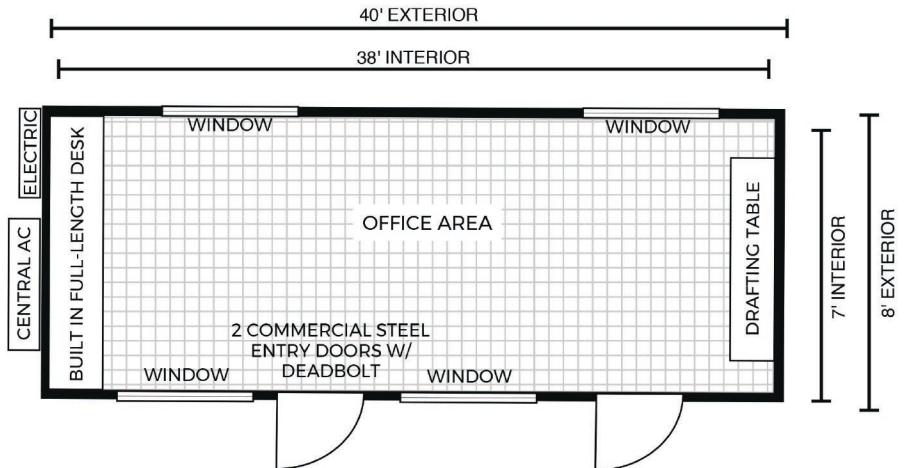 40' EXTERIOR
38' INTERIOR
WINDOW
WINDOW
ELECTRIC
CENTRAL AC
BUILT IN FULL-LENGTH DESK
OFFICE AREA
DRAFTING TABLE
7' INTERIOR
8' EXTERIOR
2 COMMERCIAL STEEL
ENTRY DOORS W/
DEADBOLT
WINDOW
WINDOW